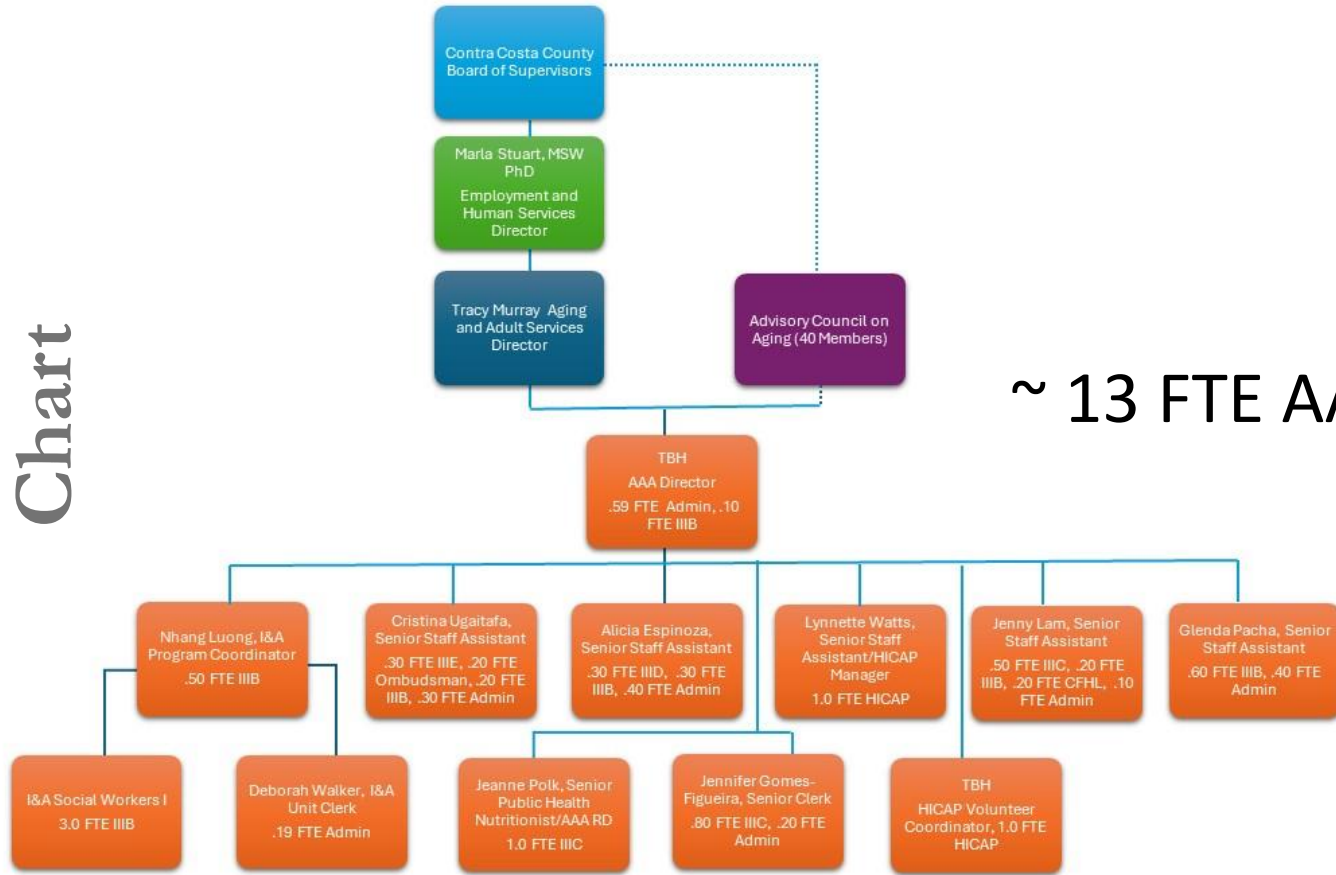 Chart
Contra Costa County
Board of Supervisors
Marla Stuart, MSW
PhD
Employment and
Human Services
Director
Tracy Murray Aging
and Adult Services
Director
Advisory Council on
Aging (40 Members)
~ 13 FTE AA
TBH
AAA Director
.59 FTE Admin, .10
FTE IIIB
Nhang Luong, I&A
Program Coordinator
.50 FTE IIIB
Cristina Ugaitafa,
Senior Staff Assistant
.30 FTE IIIE, .20 FTE
Ombudsman, .20 FTE
IIIB, .30 FTE Admin
Alicia Espinoza,
Senior Staff Assistant
.30 FTE IIID, .30 FTE
IIIB, .40 FTE Admin
Lynnette Watts,
Senior Staff
Assistant/HICAP
Manager
1.0 FTE HICAP
Jenny Lam, Senior
Staff Assistant
.50 FTE IIIC, .20 FTE
IIIB, .20 FTE CFHL, .10
FTE Admin
Glenda Pacha, Senior
Staff Assistant
.60 FTE IIIB, .40 FTE
Admin
I&A Social Workers I
3.0 FTE IIIB
Deborah Walker, I&A
Unit Clerk
.19 FTE Admin
Jeanne Polk, Senior
Public Health
Nutritionist/AAA RD
1.0 FTE IIIC
Jennifer Gomes-
Figueira, Senior Clerk
.80 FTE IIIC, .20 FTE
Admin
TBH
HICAP Volunteer
Coordinator, 1.0 FTE
HICAP